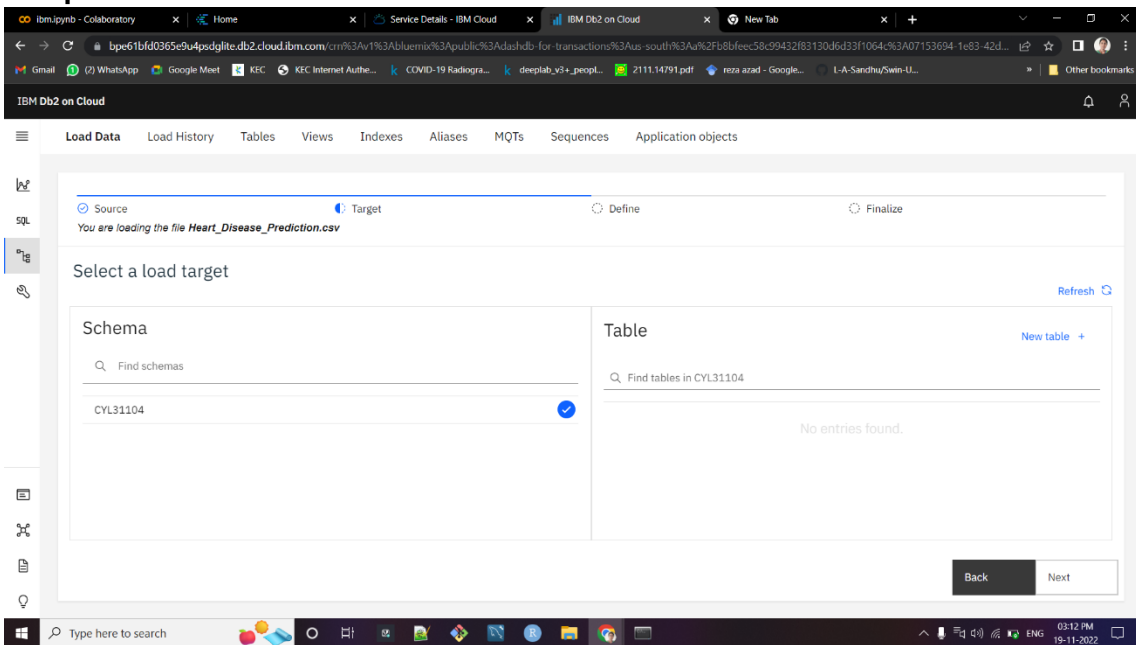 ibm.ipynb - Colaboratory
Home
Service Details - IBM Cloud
IBM Db2 on Cloud
New Tab
bpe61bfd0365e9u4psdglite.db2.cloud.ibm.com/crn%3Av1%3Abluemix%3Apublic%3Adashdb-for-transactions%3Aus-south%3Aa%2Fb8bfeec58c99432f83130d6d33f1064c%3A07153694-1e83-42d...
Gmail
(2) WhatsApp
Google Meet
KEC
KEC Internet Authe...
COVID-19 Radiogra...
deeplab_v3+_peopl...
2111.14791.pdf
reza azad - Google...
L-A-Sandhu/Swin-U...
»
Other bookmarks
IBM Db2 on Cloud
Load Data
Load History
Tables
Views
Indexes
Aliases
MQTs
Sequences
Application objects
SQL
Source
Target
Define
Finalize
You are loading the file Heart_Disease_Prediction.csv
Select a load target
Refresh
Schema
Table
New table +
Find schemas
Find tables in CYL31104
CYL31104
No entries found.
Back
Next
Type here to search
ENG
03:12 PM
19-11-2022